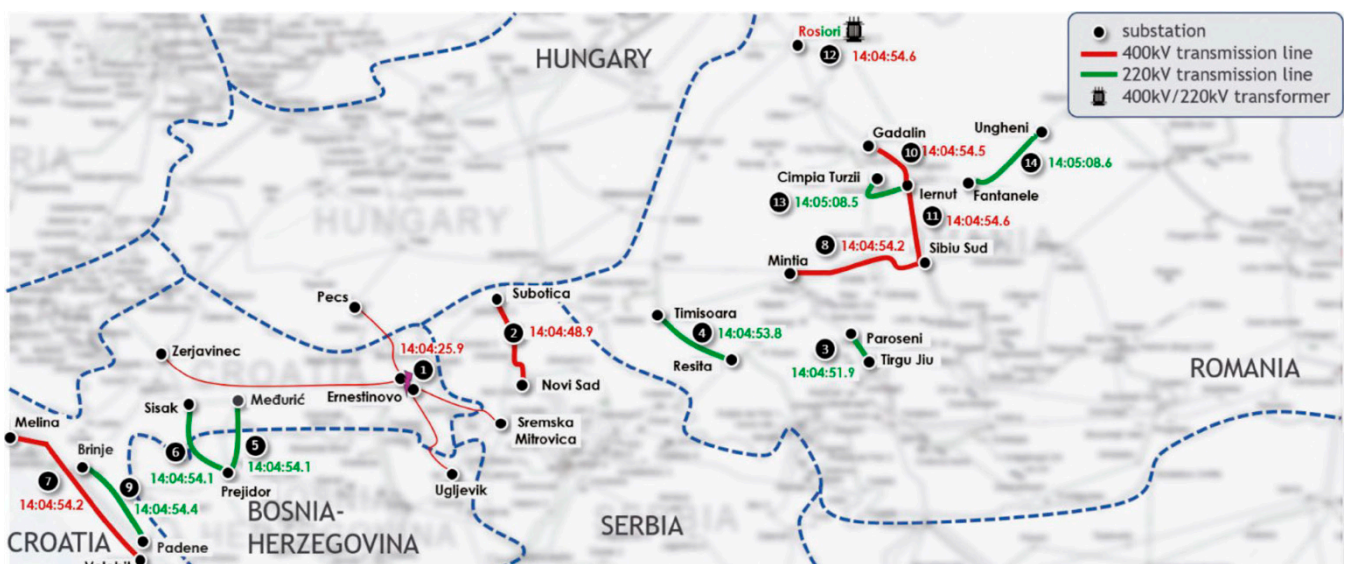 substation
400kV transmission line
220kV transmission line
400kV/220kV transformer
HUNGARY
Rosiori
12 14:04:54.6
Gadalin
10 14:04:54.5
Ungheni
14 14:05:08.6
Cimpia Turzii
13 14:05:08.5
Iernut
Fantanele
11 14:04:54.6
HUNGARY
8 14:04:54.2
Mintia
Sibiu Sud
Pecs
Subotica
Timisoara
14:04:25.9
1
2 14:04:48.9
4 14:04:53.8
Paroseni
3
14:04:51.9
Tirgu Jiu
Resita
ROMANIA
Zerjavinec
CROATIA
Ernestinovo
Novi Sad
Sisak
Međurić
Sremska
Mitrovica
Melina
Brinje
6
14:04:54.1
5
14:04:54.1
7
14:04:54.2
9
14:04:54.4
Prejidor
Ugljevik
BOSNIA-
HERZEGOVINA
SERBIA
CROATIA
Padene